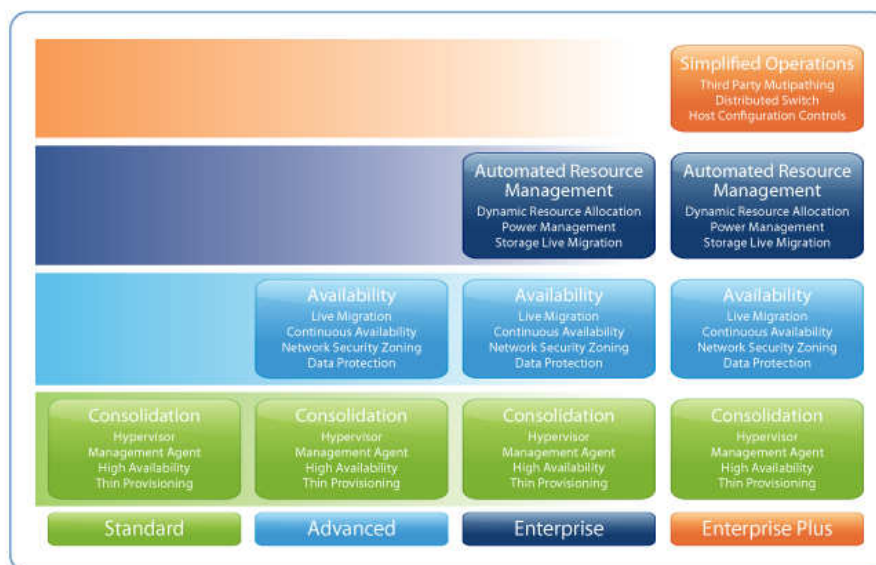 Simplified Operations
Third Party Mutipathing
Distributed Switch
Host Configuration Controls
Automated Resource
Management
Dynamic Resource Allocation
Power Management
Storage Live Migration
Automated Resource
Management
Dynamic Resource Allocation
Power Management
Storage Live Migration
Availability
Live Migration
Continuous Availability
Network Security Zoning
Data Protection
Availability
Live Migration
Continuous Availability
Network Security Zoning
Data Protection
Availability
Live Migration
Continuous Availability
Network Security Zoning
Data Protection
Consolidation
Hypervisor
Management Agent
High Availability
Thin Provisioning
Consolidation
Hypervisor
Management Agent
High Availability
Thin Provisioning
Consolidation
Hypervisor
Management Agent
High Availability
Thin Provisioning
Consolidation
Hypervisor
Management Agent
High Availability
Thin Provisioning
Standard
Advanced
Enterprise
Enterprise Plus